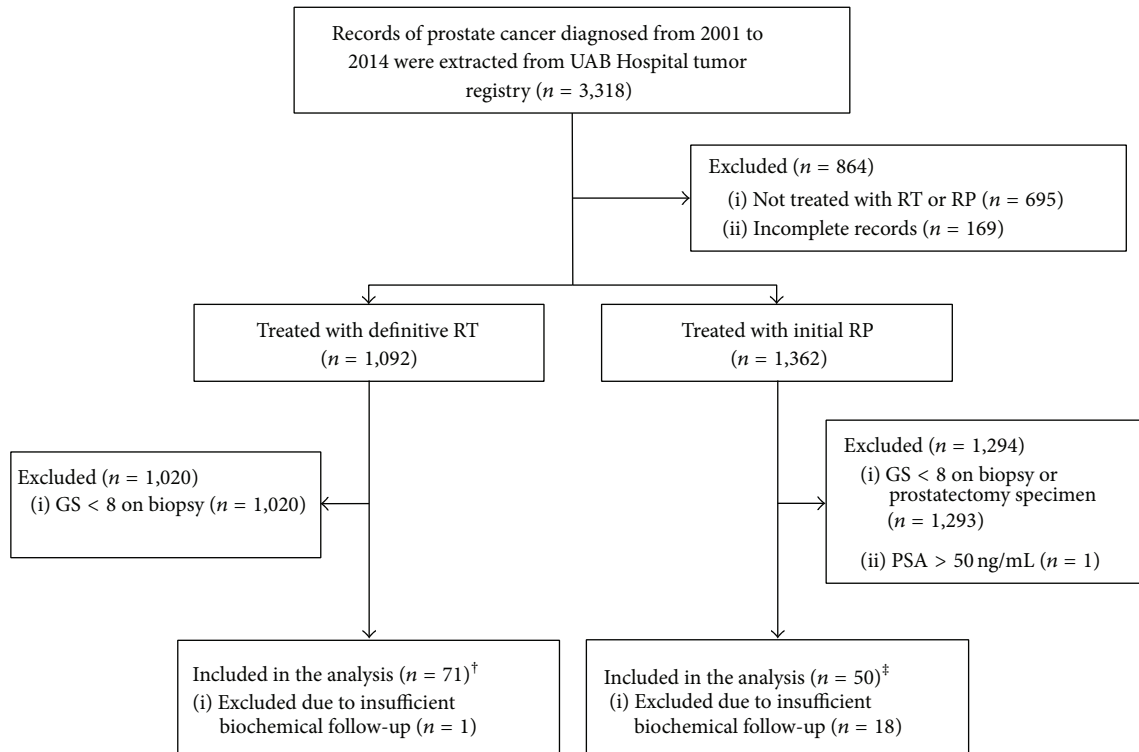 Records of prostate cancer diagnosed from 2001 to
2014 were extracted from UAB Hospital tumor
registry (n = 3,318)
Excluded (n = 864)
(i) Not treated with RT or RP (n = 695)
(ii) Incomplete records (n = 169)
Treated with definitive RT
(n = 1,092)
Treated with initial RP
(n = 1,362)
Excluded (n = 1,020)
(i) GS < 8 on biopsy (n = 1,020)
Excluded (n = 1,294)
(i) GS < 8 on biopsy or
prostatectomy specimen
(n = 1,293)
(ii) PSA > 50 ng/mL (n = 1)
Included in the analysis (n = 71)†
(i) Excluded due to insufficient
biochemical follow-up (n = 1)
Included in the analysis (n = 50)‡
(i) Excluded due to insufficient
biochemical follow-up (n = 18)